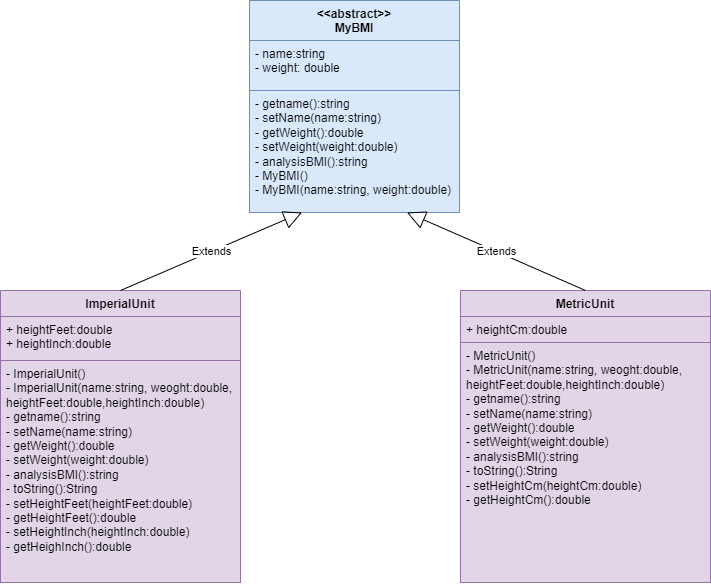 <<abstract>>
MyBMI
- name:string
- weight: double
- getname():string
- setName(name:string)
- getWeight():double
- setWeight(weight:double)
- analysisBMI():string
- MyBMI()
- MyBMI(name:string, weight:double)
Extends
Extends
ImperialUnit
+ heightFeet:double
+ heightInch:double
- ImperialUnit()
- ImperialUnit(name:string, weoght:double,
heightFeet:double,heightInch:double)
- getname():string
- setName(name:string)
- getWeight():double
- setWeight(weight:double)
- analysisBMI():string
- toString():String
- setHeightFeet(heightFeet:double)
- getHeightFeet():double
- setHeightInch(heightInch:double)
- getHeighInch():double
MetricUnit
+ heightCm:double
- MetricUnit()
- MetricUnit(name:string, weoght:double,
heightFeet:double,heightInch:double)
- getname():string
- setName(name:string)
- getWeight():double
- setWeight(weight:double)
- analysisBMI():string
- toString():String
- setHeightCm(heightCm:double)
- getHeightCm():double